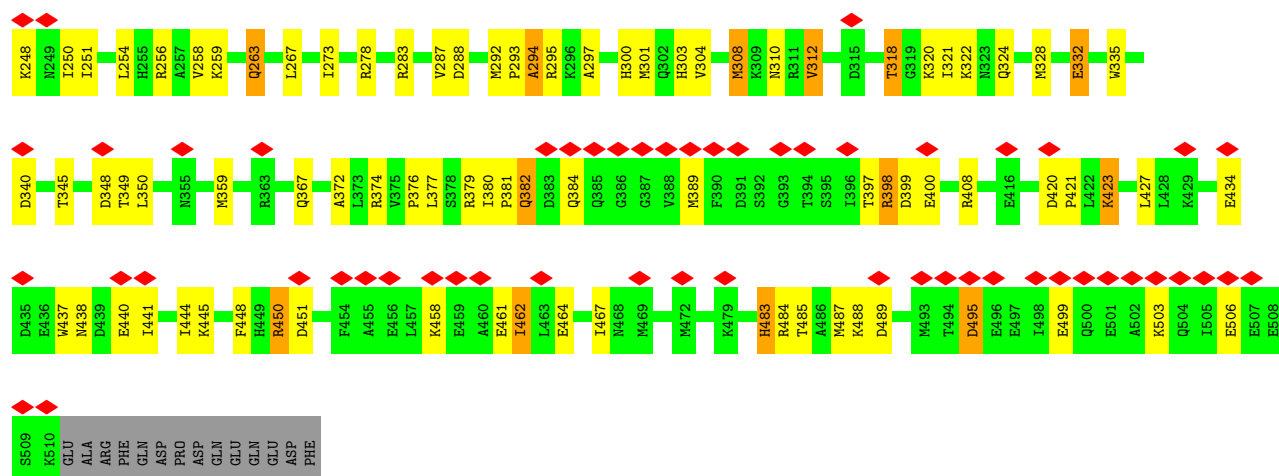 K248 N249 I250 I251 L254 H255 R256 A257 V258 K259 Q263 L267 I273 R278 R283 V287 D288 M292 P293 A294 R295 K296 A297 H300 M301 Q302 H303 V304 M308 K309 N310 R311 V312 D315 T318 G319 K320 I321 K322 N323 Q324 M328 E332 W335
D340 T345 D348 T349 L350 N355 M359 R363 Q367 A372 L373 R374 V375 P376 L377 S378 R379 I380 P381 Q382 D383 Q384 Q385 G386 G387 V388 M389 F390 D391 S392 G393 T394 S395 I396 T397 R398 D399 E400 R408 E416 D420 P421 L422 K423 L427 L428 K429 E434
D435 E436 W437 N438 D439 E440 I441 I444 K445 F448 H449 R450 D451 F454 A455 E456 L457 K458 E459 A460 E461 I462 L463 E464 I467 N468 M469 M472 K479 H483 R484 T485 A486 M487 K488 D489 M493 T494 D495 E496 E497 I498 E499 Q500 E501 A502 K503 Q504 I505 E506 E507 E508
S509 K510 GLU ALA ARG PHE GLN ASP PRO ASP GLN GLU GLN GLU ASP PHE